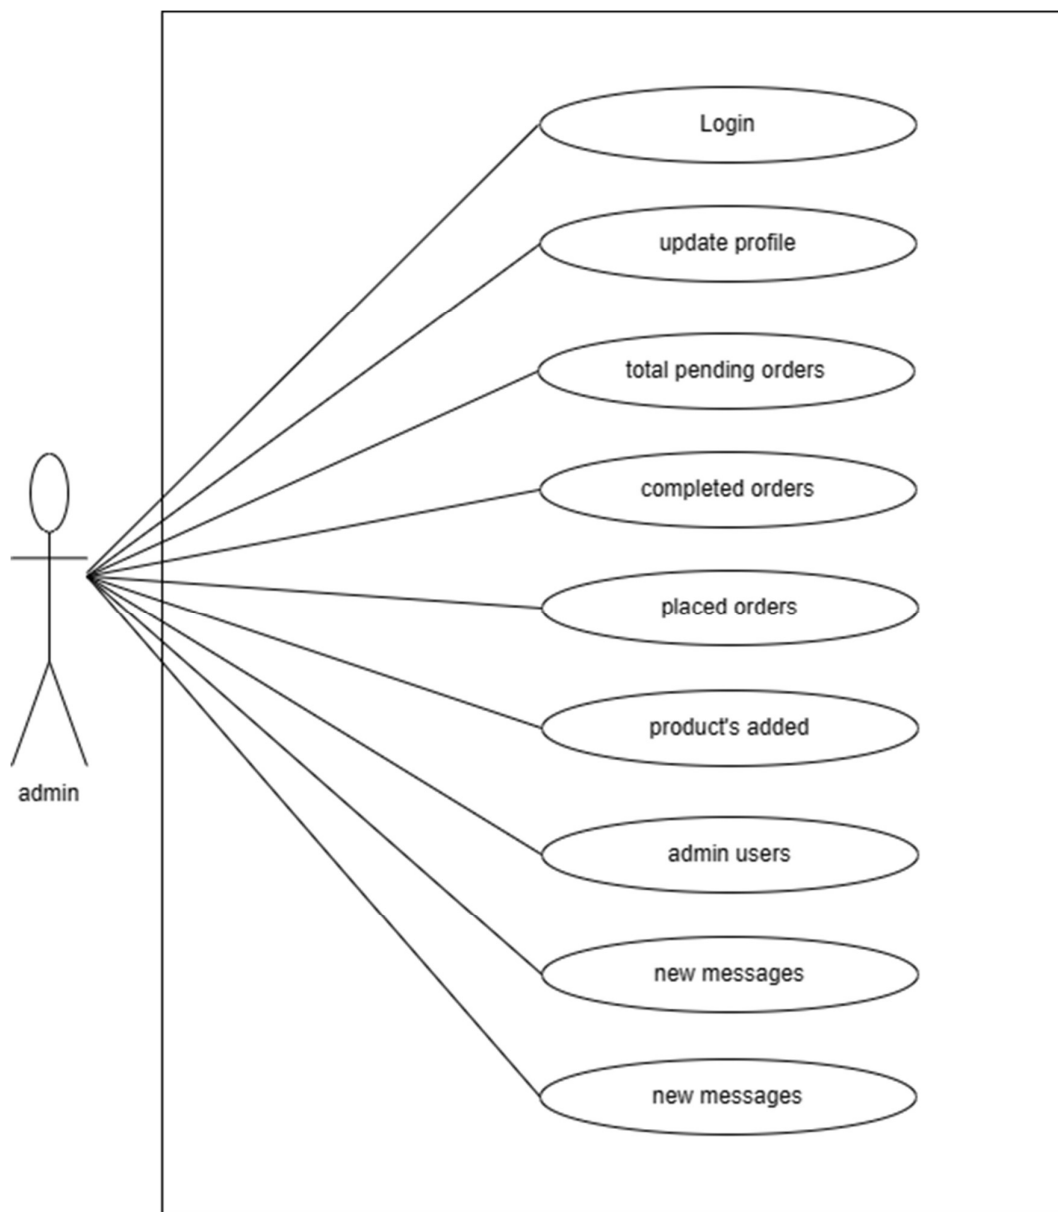 Login
update profile
total pending orders
completed orders
placed orders
product's added
admin
admin users
new messages
new messages